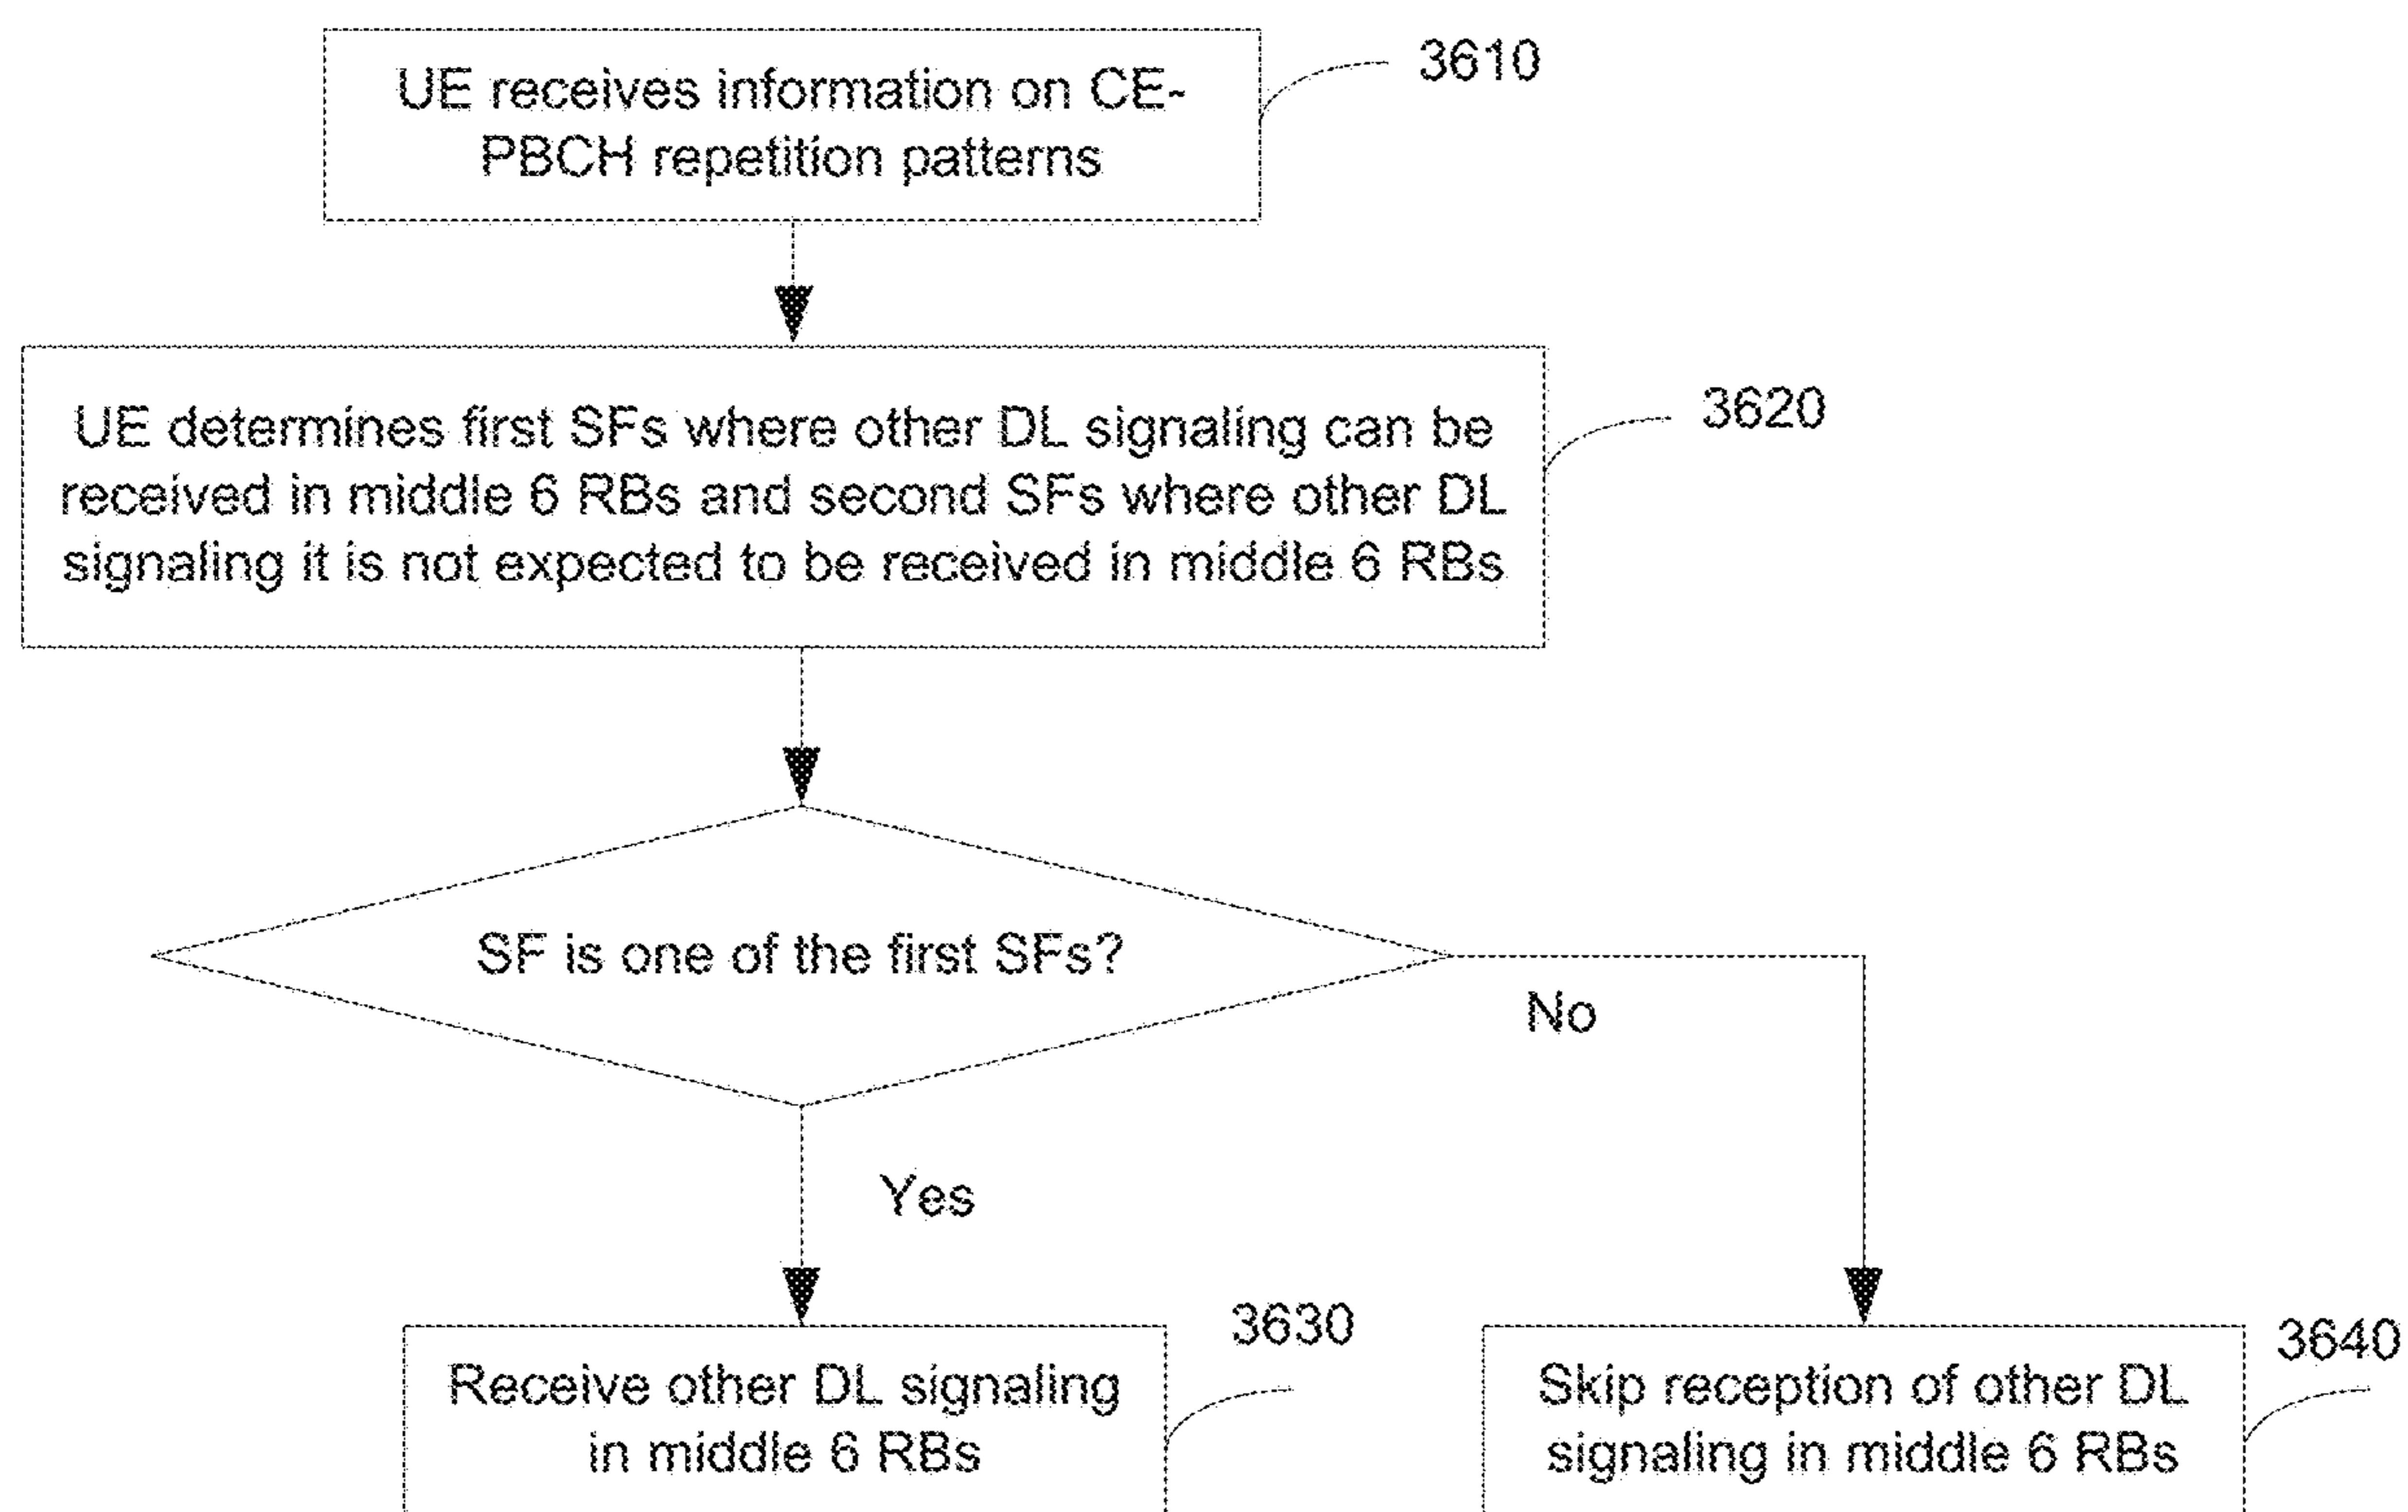 UE receives information on CE-
PBCH repetition patterns
3610
UE determines first SFs where other DL signaling can be
received in middle 6 RBs and second SFs where other DL
signaling it is not expected to be received in middle 6 RBs
3620
SF is one of the first SFs?
No
Yes
Receive other DL signaling
in middle 6 RBs
3630
Skip reception of other DL
signaling in middle 6 RBs
3640